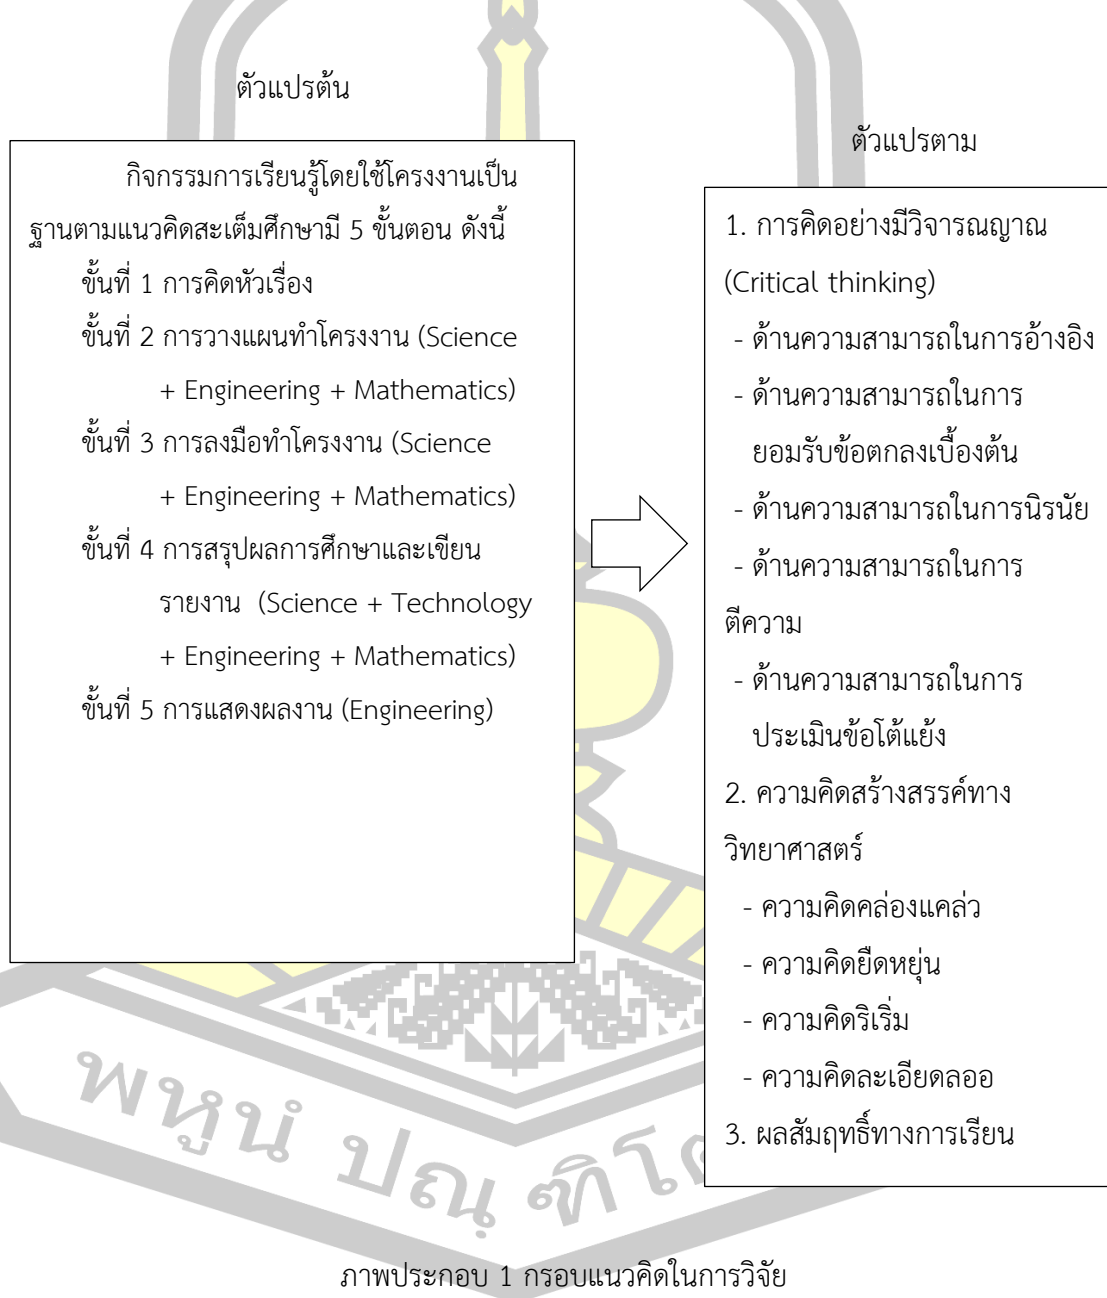 ตัวแปรต้น
กิจกรรมการเรียนรู้โดยใช้โครงงานเป็น
ฐานตามแนวคิดสะเต็มศึกษามี 5 ขั้นตอน ดังนี้
ขั้นที่ 1 การคิดหัวเรื่อง
ขั้นที่ 2 การวางแผนทำโครงงาน (Science
+ Engineering + Mathematics)
ขั้นที่ 3 การลงมือทำโครงงาน (Science
+ Engineering + Mathematics)
ขั้นที่ 4 การสรุปผลการศึกษาและเขียน
รายงาน (Science + Technology
+ Engineering + Mathematics)
ขั้นที่ 5 การแสดงผลงาน (Engineering)
ตัวแปรตาม
1. การคิดอย่างมีวิจารณญาณ
(Critical thinking)
- ด้านความสามารถในการอ้างอิง
- ด้านความสามารถในการ
ยอมรับข้อตกลงเบื้องต้น
- ด้านความสามารถในการนิรนัย
- ด้านความสามารถในการ
ตีความ
- ด้านความสามารถในการ
ประเมินข้อโต้แย้ง
2. ความคิดสร้างสรรค์ทาง
วิทยาศาสตร์
- ความคิดคล่องแคล่ว
- ความคิดยืดหยุ่น
- ความคิดริเริ่ม
- ความคิดละเอียดลออ
3. ผลสัมฤทธิ์ทางการเรียน
พหูนํ ปณฺ ฑิโ
ภาพประกอบ 1 กรอบแนวคิดในการวิจัย